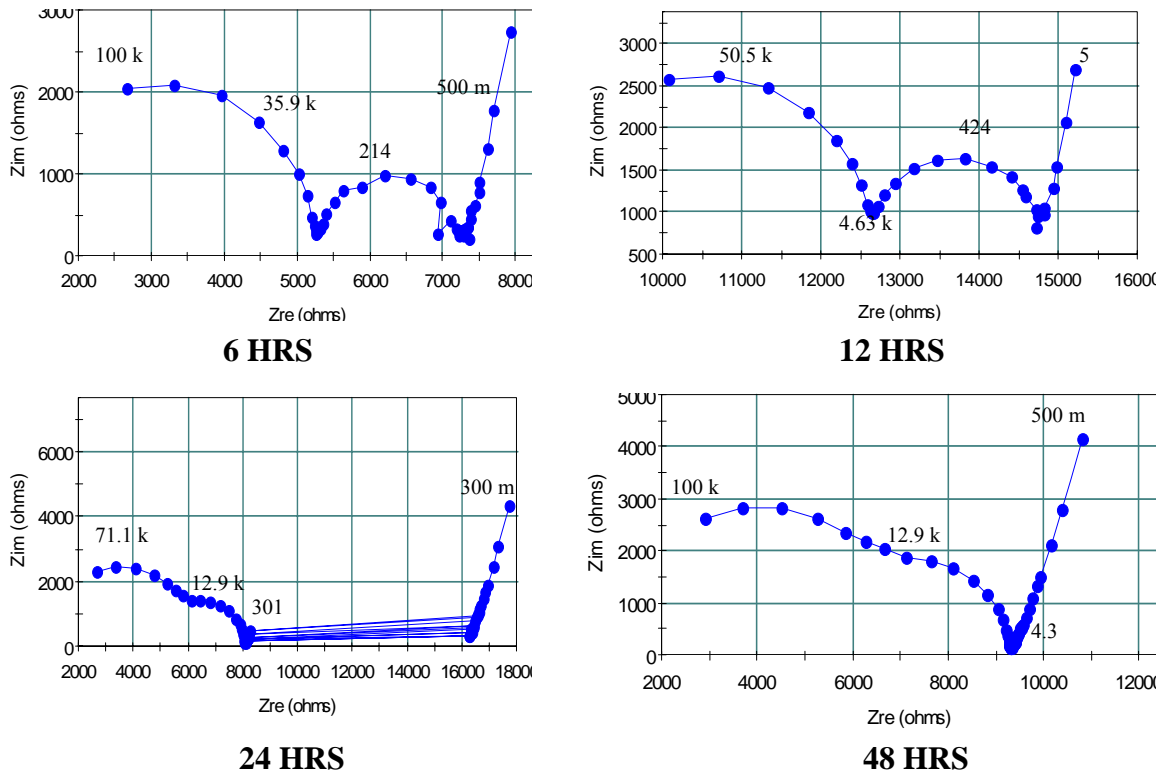 3000
100 k
2000
35.9 k
500 m
214
1000
0
2000 3000 4000 5000 6000 7000 8000
Zre (ohms)
Zim (ohms)
6 HRS
3000
50.5 k
5
2500
2000
424
1500
1000
4.63 k
500
10000 11000 12000 13000 14000 15000 16000
Zre (ohms)
Zim (ohms)
12 HRS
6000
300 m
4000
71.1 k
2000
12.9 k
301
0
2000 4000 6000 8000 10000 12000 14000 16000 18000
Zre (ohms)
Zim (ohms)
24 HRS
5000
500 m
4000
100 k
3000
12.9 k
2000
1000
4.3
0
2000 4000 6000 8000 10000 12000
Zre (ohms)
Zim (ohms)
48 HRS